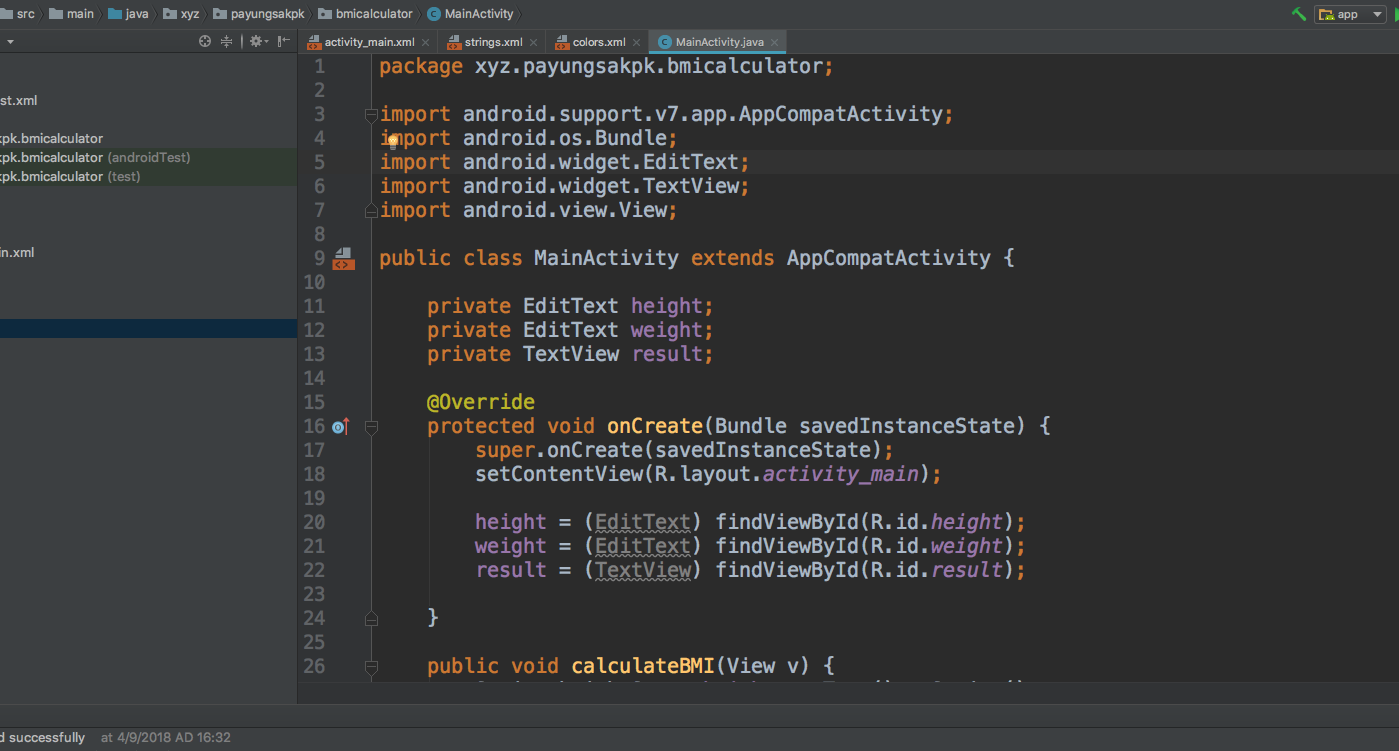 src main java xyz payungsakpk bmicalculator MainActivity app
activity_main.xml strings.xml colors.xml MainActivity.java
st.xml
kpk.bmicalculator
kpk.bmicalculator (androidTest)
kpk.bmicalculator (test)
in.xml
1 package xyz.payungsakpk.bmicalculator;
2
3 import android.support.v7.app.AppCompatActivity;
4 import android.os.Bundle;
5 import android.widget.EditText;
6 import android.widget.TextView;
7 import android.view.View;
8
9 public class MainActivity extends AppCompatActivity {
10
11 private EditText height;
12 private EditText weight;
13 private TextView result;
14
15 @Override
16 protected void onCreate(Bundle savedInstanceState) {
17 super.onCreate(savedInstanceState);
18 setContentView(R.layout.activity_main);
19
20 height = (EditText) findViewById(R.id.height);
21 weight = (EditText) findViewById(R.id.weight);
22 result = (TextView) findViewById(R.id.result);
23
24 }
25
26 public void calculateBMI(View v) {
d successfully at 4/9/2018 AD 16:32